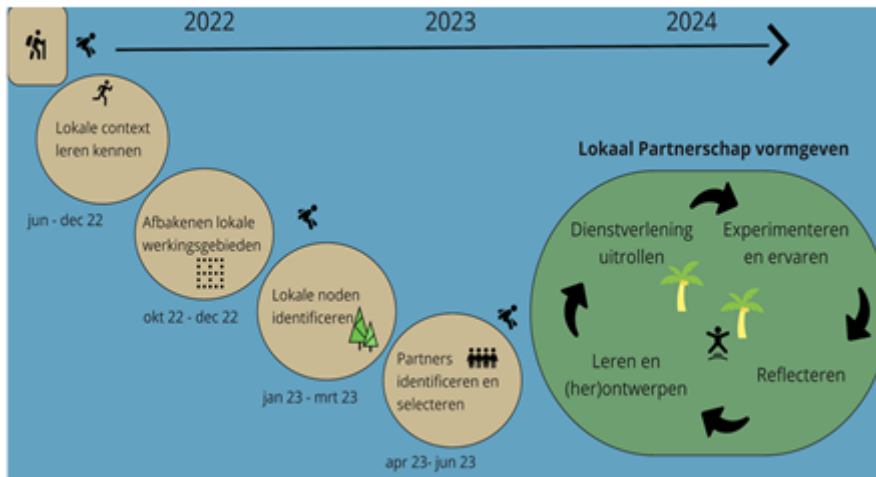 2022
2023
2024
Lokale context
leren kennen
jun - dec 22
Afbakenen lokale
werkingsgebieden
okt 22 - dec 22
Lokale noden
identificeren
jan 23 - mrt 23
Partners
identificeren en
selecteren
apr 23- jun 23
Lokaal Partnerschap vormgeven
Dienstverlening
uitrollen
Experimenteren
en ervaren
Reflecteren
Leren en
(her)ontwerpen